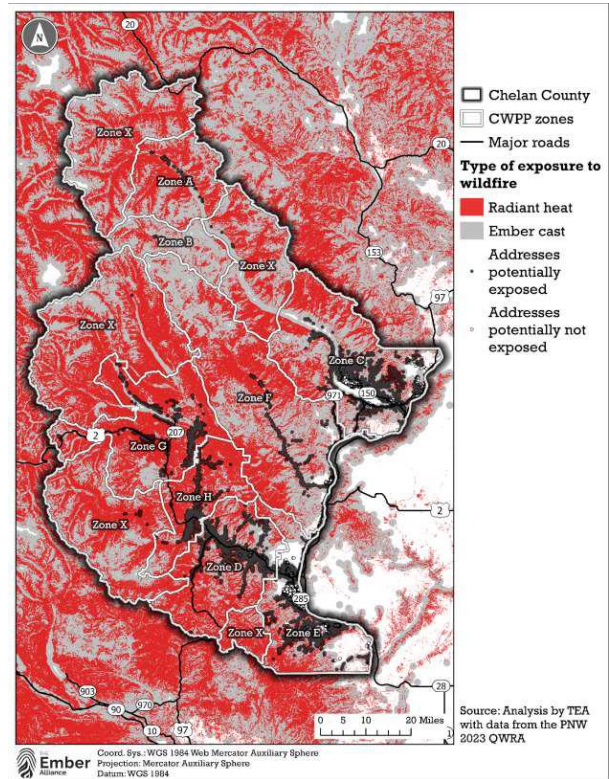 N
20
Zone X
Zone A
20
Zone B
Zone X
153
97
Zone X
Zone C
150
971
Zone F
207
2
Zone G
Zone H
2
Zone X
Zone D
285
Zone X
Zone E
28
903
970
90
10
97
0 5 10 20 Miles
Chelan County
CWPP zones
Major roads
Type of exposure to
wildfire
Radiant heat
Ember cast
Addresses
potentially
exposed
Addresses
potentially not
exposed
Source: Analysis by TEA
with data from the PNW
2023 QWRA
THE
Ember
Alliance
Coord. Sys.: WGS 1984 Web Mercator Auxiliary Sphere
Projection: Mercator Auxiliary Sphere
Datum: WGS 1984